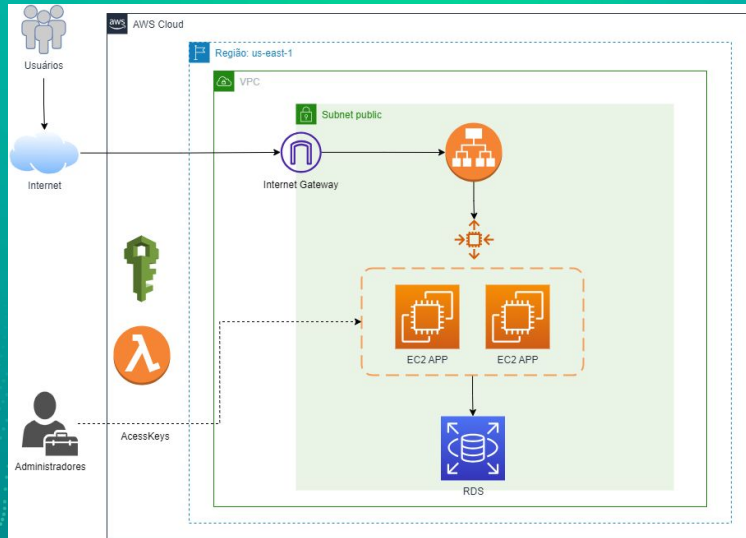 Usuários
aws
AWS Cloud
Região: us-east-1
VPC
Subnet public
Internet
Internet Gateway
EC2 APP
EC2 APP
AcessKeys
Administradores
RDS